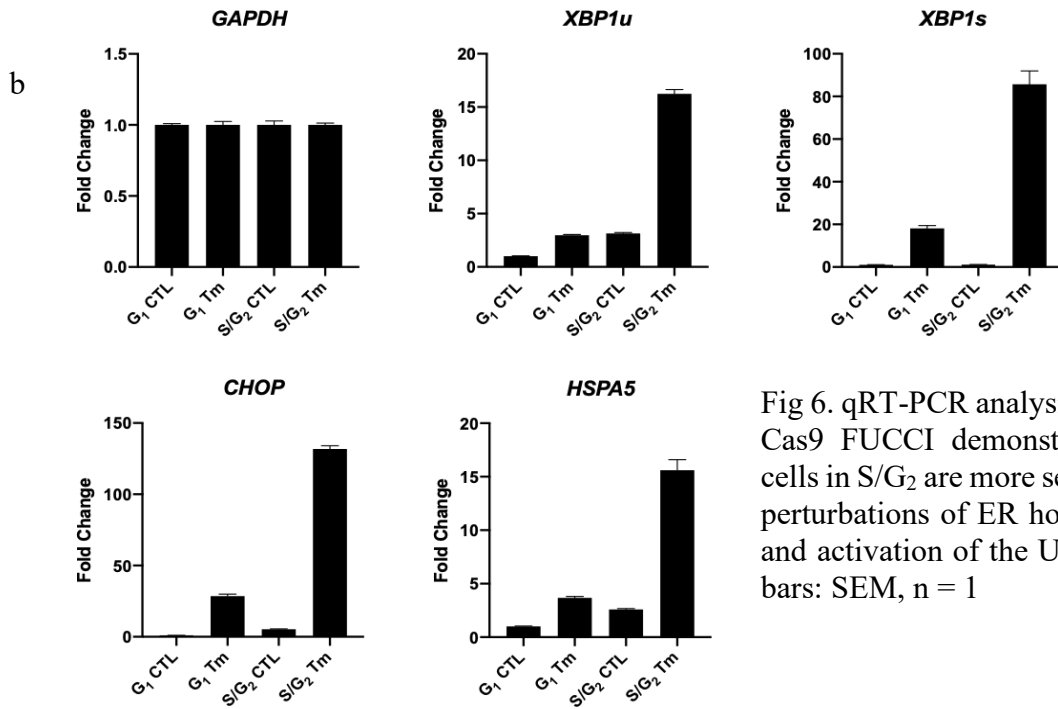 b
GAPDH
Fold Change
1.5
1.0
0.5
0.0
G₁ CTL
G₁ Tm
S/G₂ CTL
S/G₂ Tm
XBP1u
Fold Change
20
15
10
5
0
G₁ CTL
G₁ Tm
S/G₂ CTL
S/G₂ Tm
XBP1s
Fold Change
100
80
60
40
20
0
G₁ CTL
G₁ Tm
S/G₂ CTL
S/G₂ Tm
CHOP
Fold Change
150
100
50
0
G₁ CTL
G₁ Tm
S/G₂ CTL
S/G₂ Tm
HSPA5
Fold Change
20
15
10
5
0
G₁ CTL
G₁ Tm
S/G₂ CTL
S/G₂ Tm
Fig 6. qRT-PCR analys
Cas9 FUCCI demonst
cells in S/G₂ are more se
perturbations of ER ho
and activation of the U
bars: SEM, n = 1